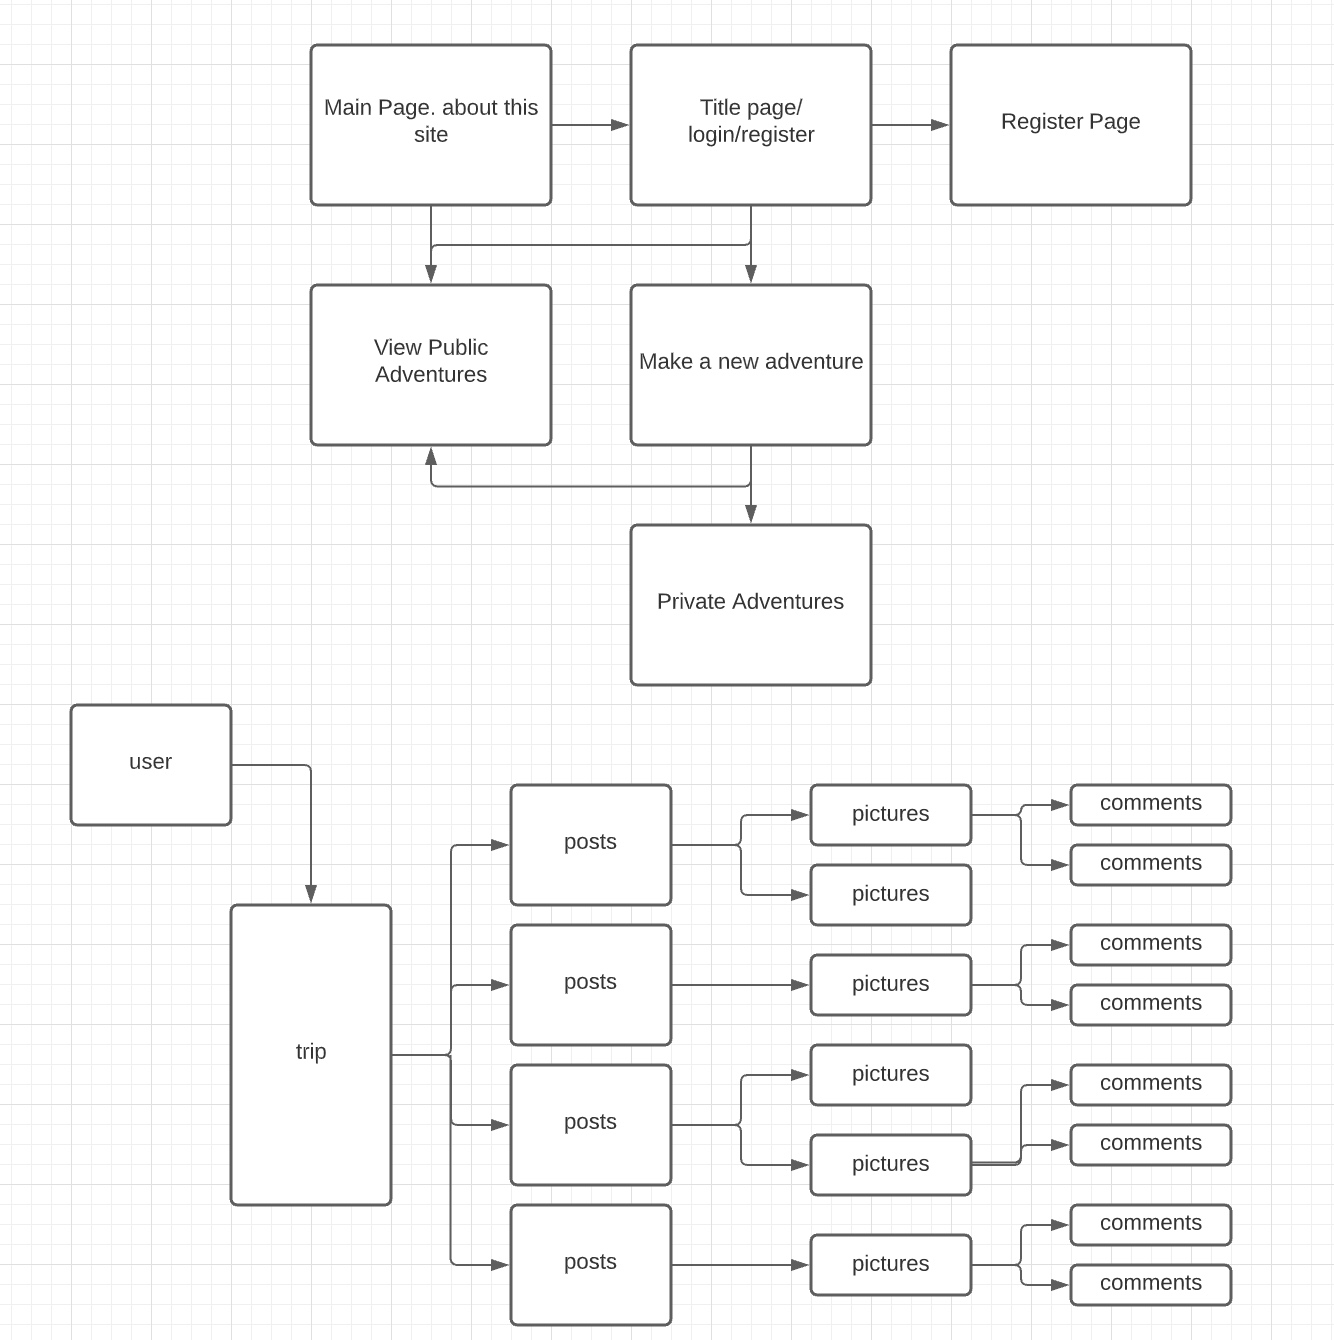 Main Page. about this
site
Title page/
login/register
Register Page
View Public
Adventures
Make a new adventure
Private Adventures
user
trip
posts
pictures
comments
comments
pictures
posts
pictures
comments
comments
posts
pictures
pictures
comments
comments
posts
pictures
comments
comments